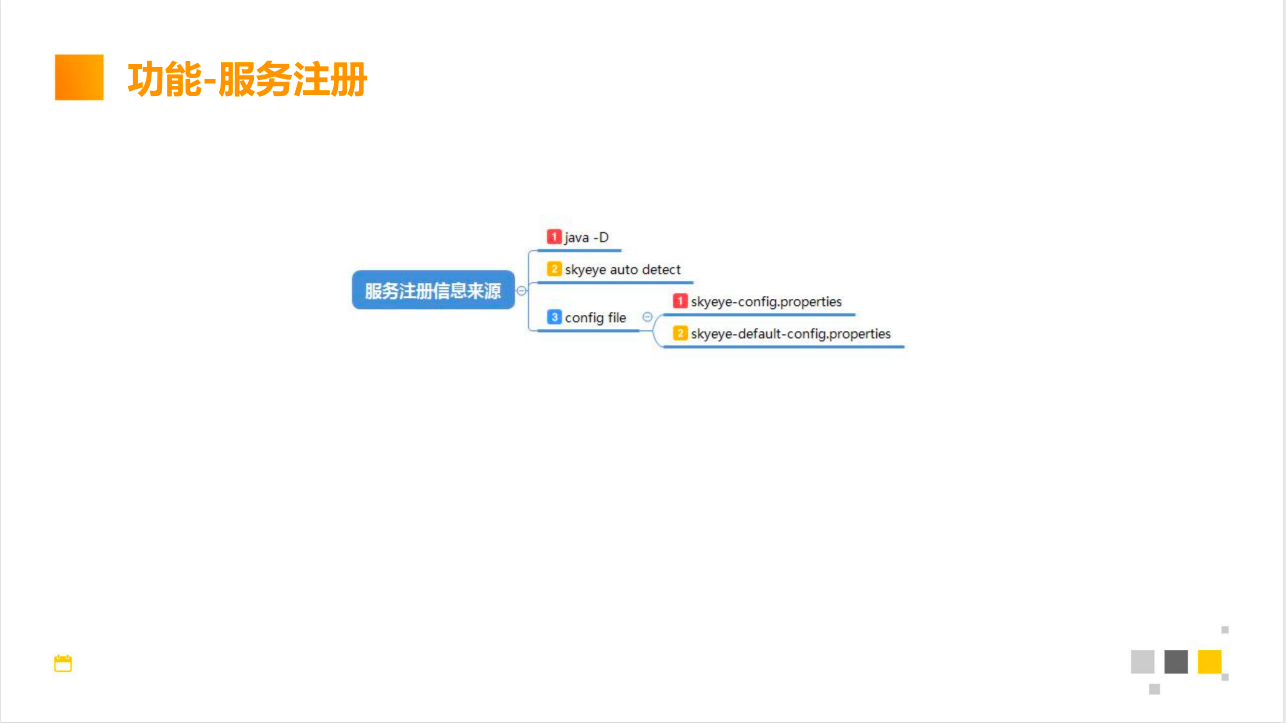 功能-服务注册
服务注册信息来源
1 java -D
2 skyeye auto detect
3 config file
1 skyeye-config.properties
2 skyeye-default-config.properties